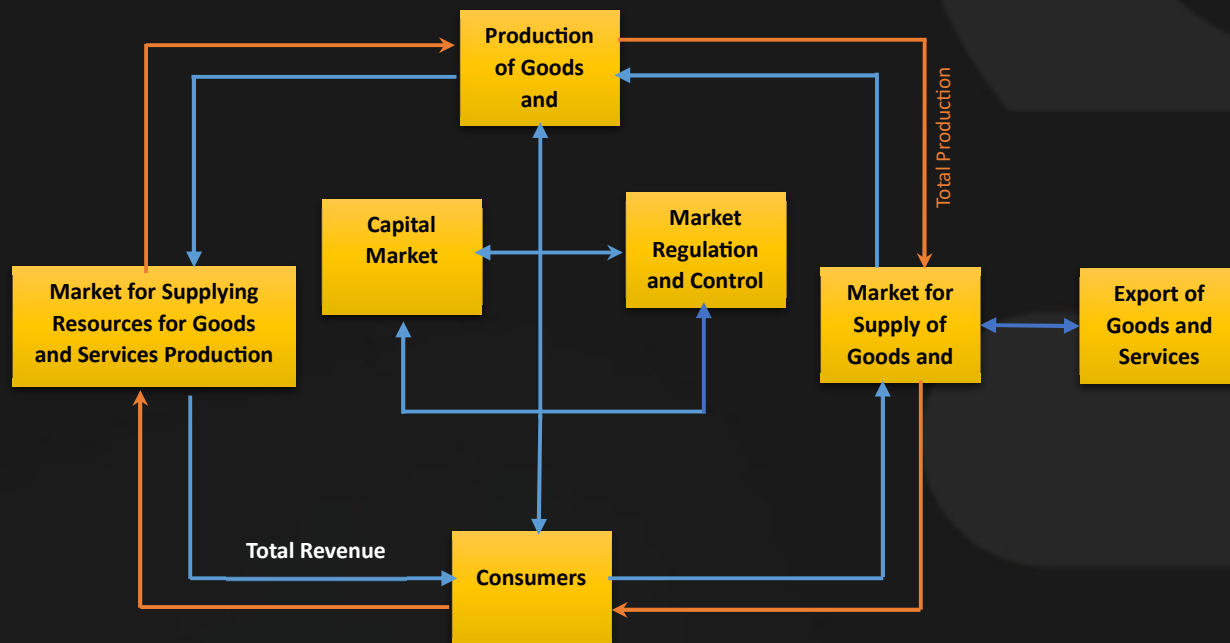 Production
of Goods
and
Total Production
Capital
Market
Market
Regulation
and Control
Market for Supplying
Resources for Goods
and Services Production
Market for
Supply of
Goods and
Export of
Goods and
Services
Total Revenue
Consumers